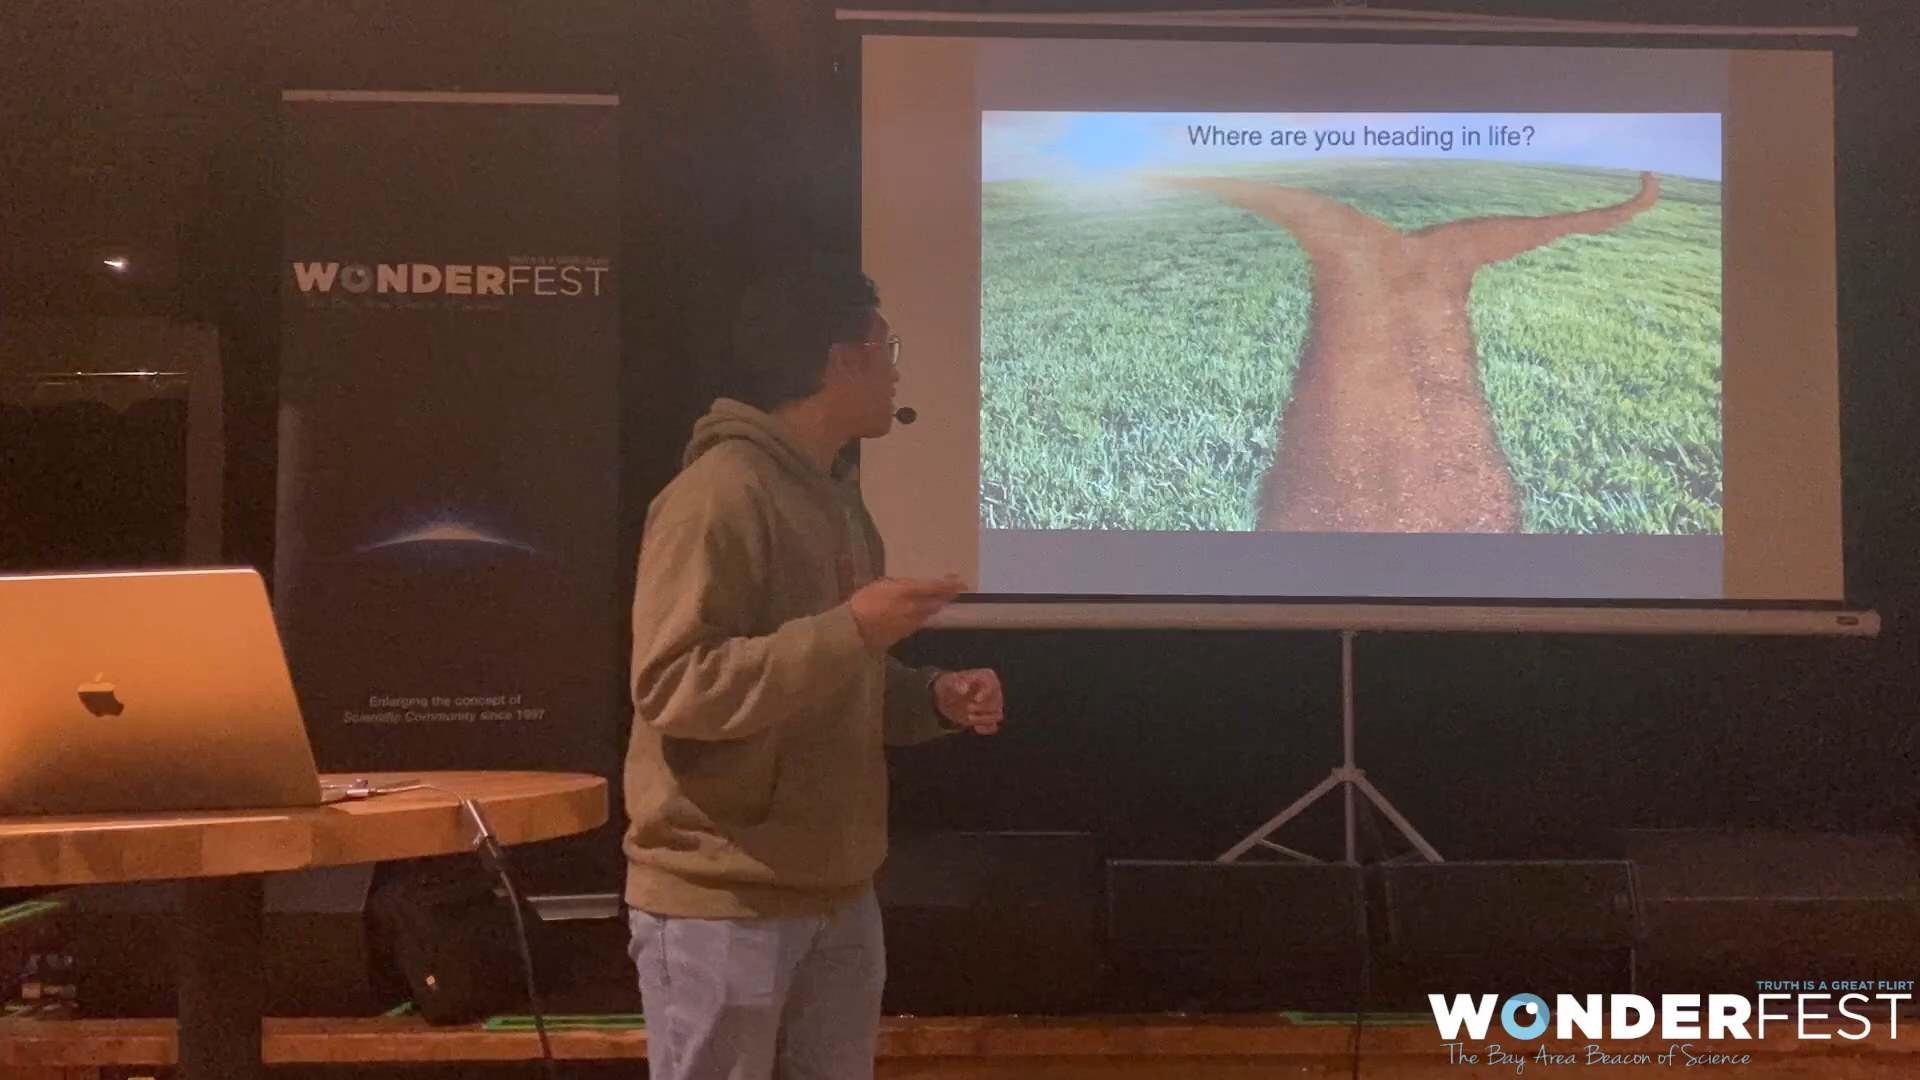 Where are you heading in life?
WONDERFEST
Enlarging the concept of
Scientific Community since 1997
TRUTH IS A GREAT FLIRT
WONDERFEST
The Bay Area Beacon of Science